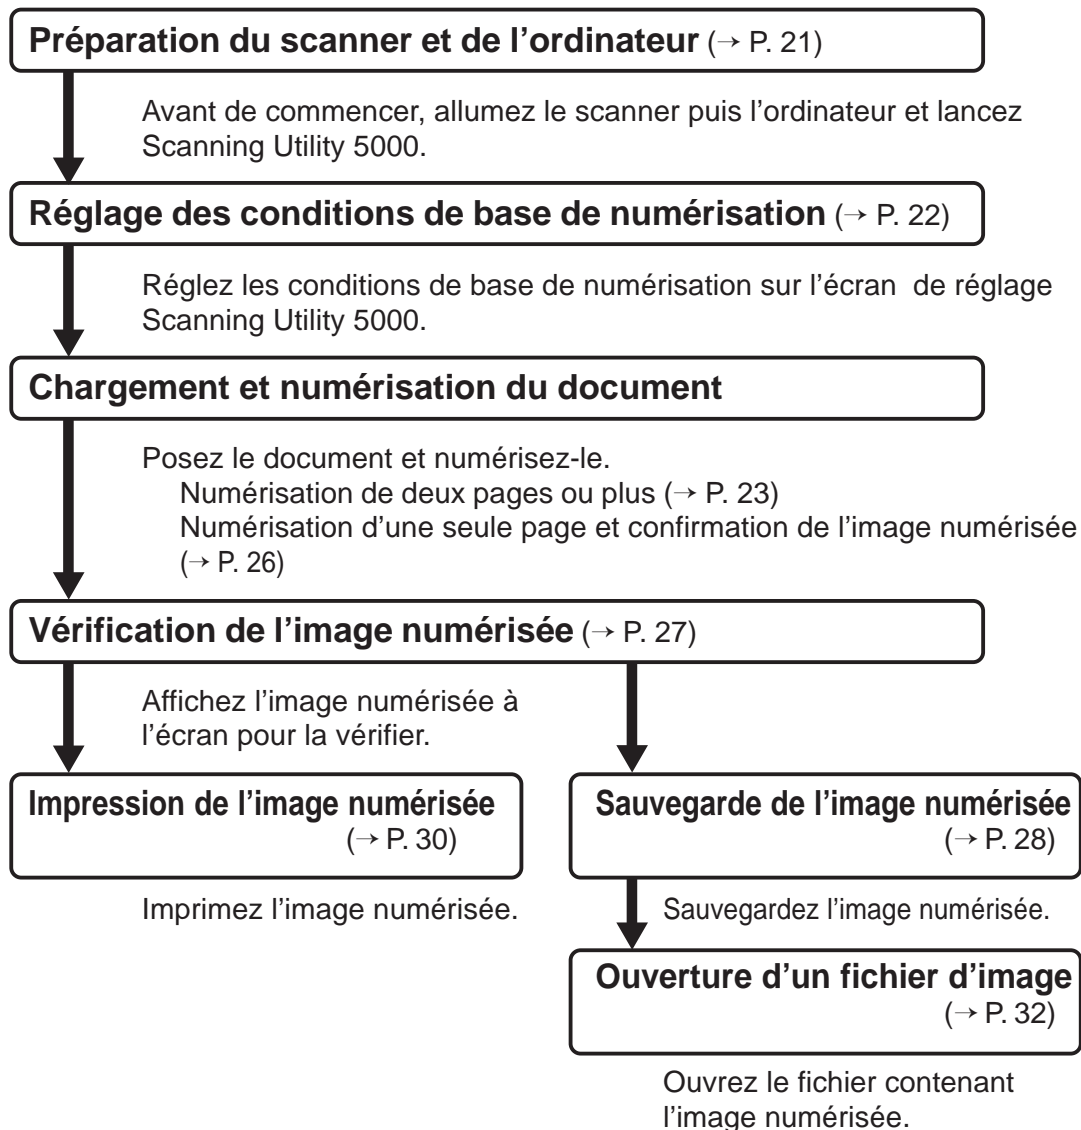 Préparation du scanner et de l’ordinateur (→ P. 21)
Avant de commencer, allumez le scanner puis l’ordinateur et lancez
Scanning Utility 5000.
Réglage des conditions de base de numérisation (→ P. 22)
Réglez les conditions de base de numérisation sur l’écran de réglage
Scanning Utility 5000.
Chargement et numérisation du document
Posez le document et numérisez-le.
Numérisation de deux pages ou plus (→ P. 23)
Numérisation d’une seule page et confirmation de l’image numérisée
(→ P. 26)
Vérification de l’image numérisée (→ P. 27)
Affichez l’image numérisée à
l’écran pour la vérifier.
Impression de l’image numérisée
(→ P. 30)
Imprimez l’image numérisée.
Sauvegarde de l’image numérisée
(→ P. 28)
Sauvegardez l’image numérisée.
Ouverture d’un fichier d’image
(→ P. 32)
Ouvrez le fichier contenant
l’image numérisée.